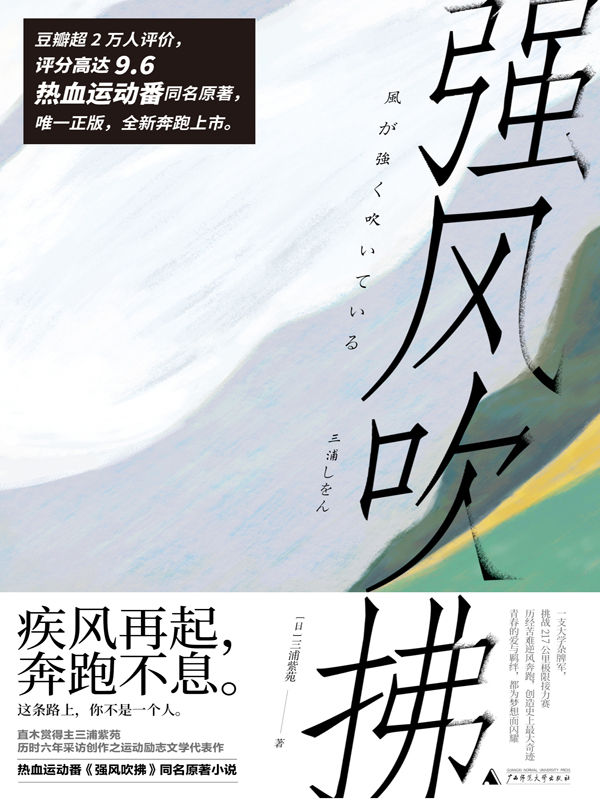 豆瓣超 2 万人评价，
评分高达 9.6
热血运动番同名原著，
唯一正版，全新奔跑上市。
强风吹拂
風が強く吹いている
三浦しをん
疾风再起，
奔跑不息。
这条路上，你不是一个人。
直木赏得主三浦紫苑
历时六年采访创作之运动励志文学代表作
热血运动番《强风吹拂》同名原著小说
［日］三浦紫苑
著
一支大学杂牌军，
挑战 217 公里极限接力赛
历经苦难逆风奔跑，创造史上最大奇迹
青春的爱与羁绊，都为梦想而闪耀
GUANGXI NORMAL UNIVERSITY PRESS
广西师范大学出版社